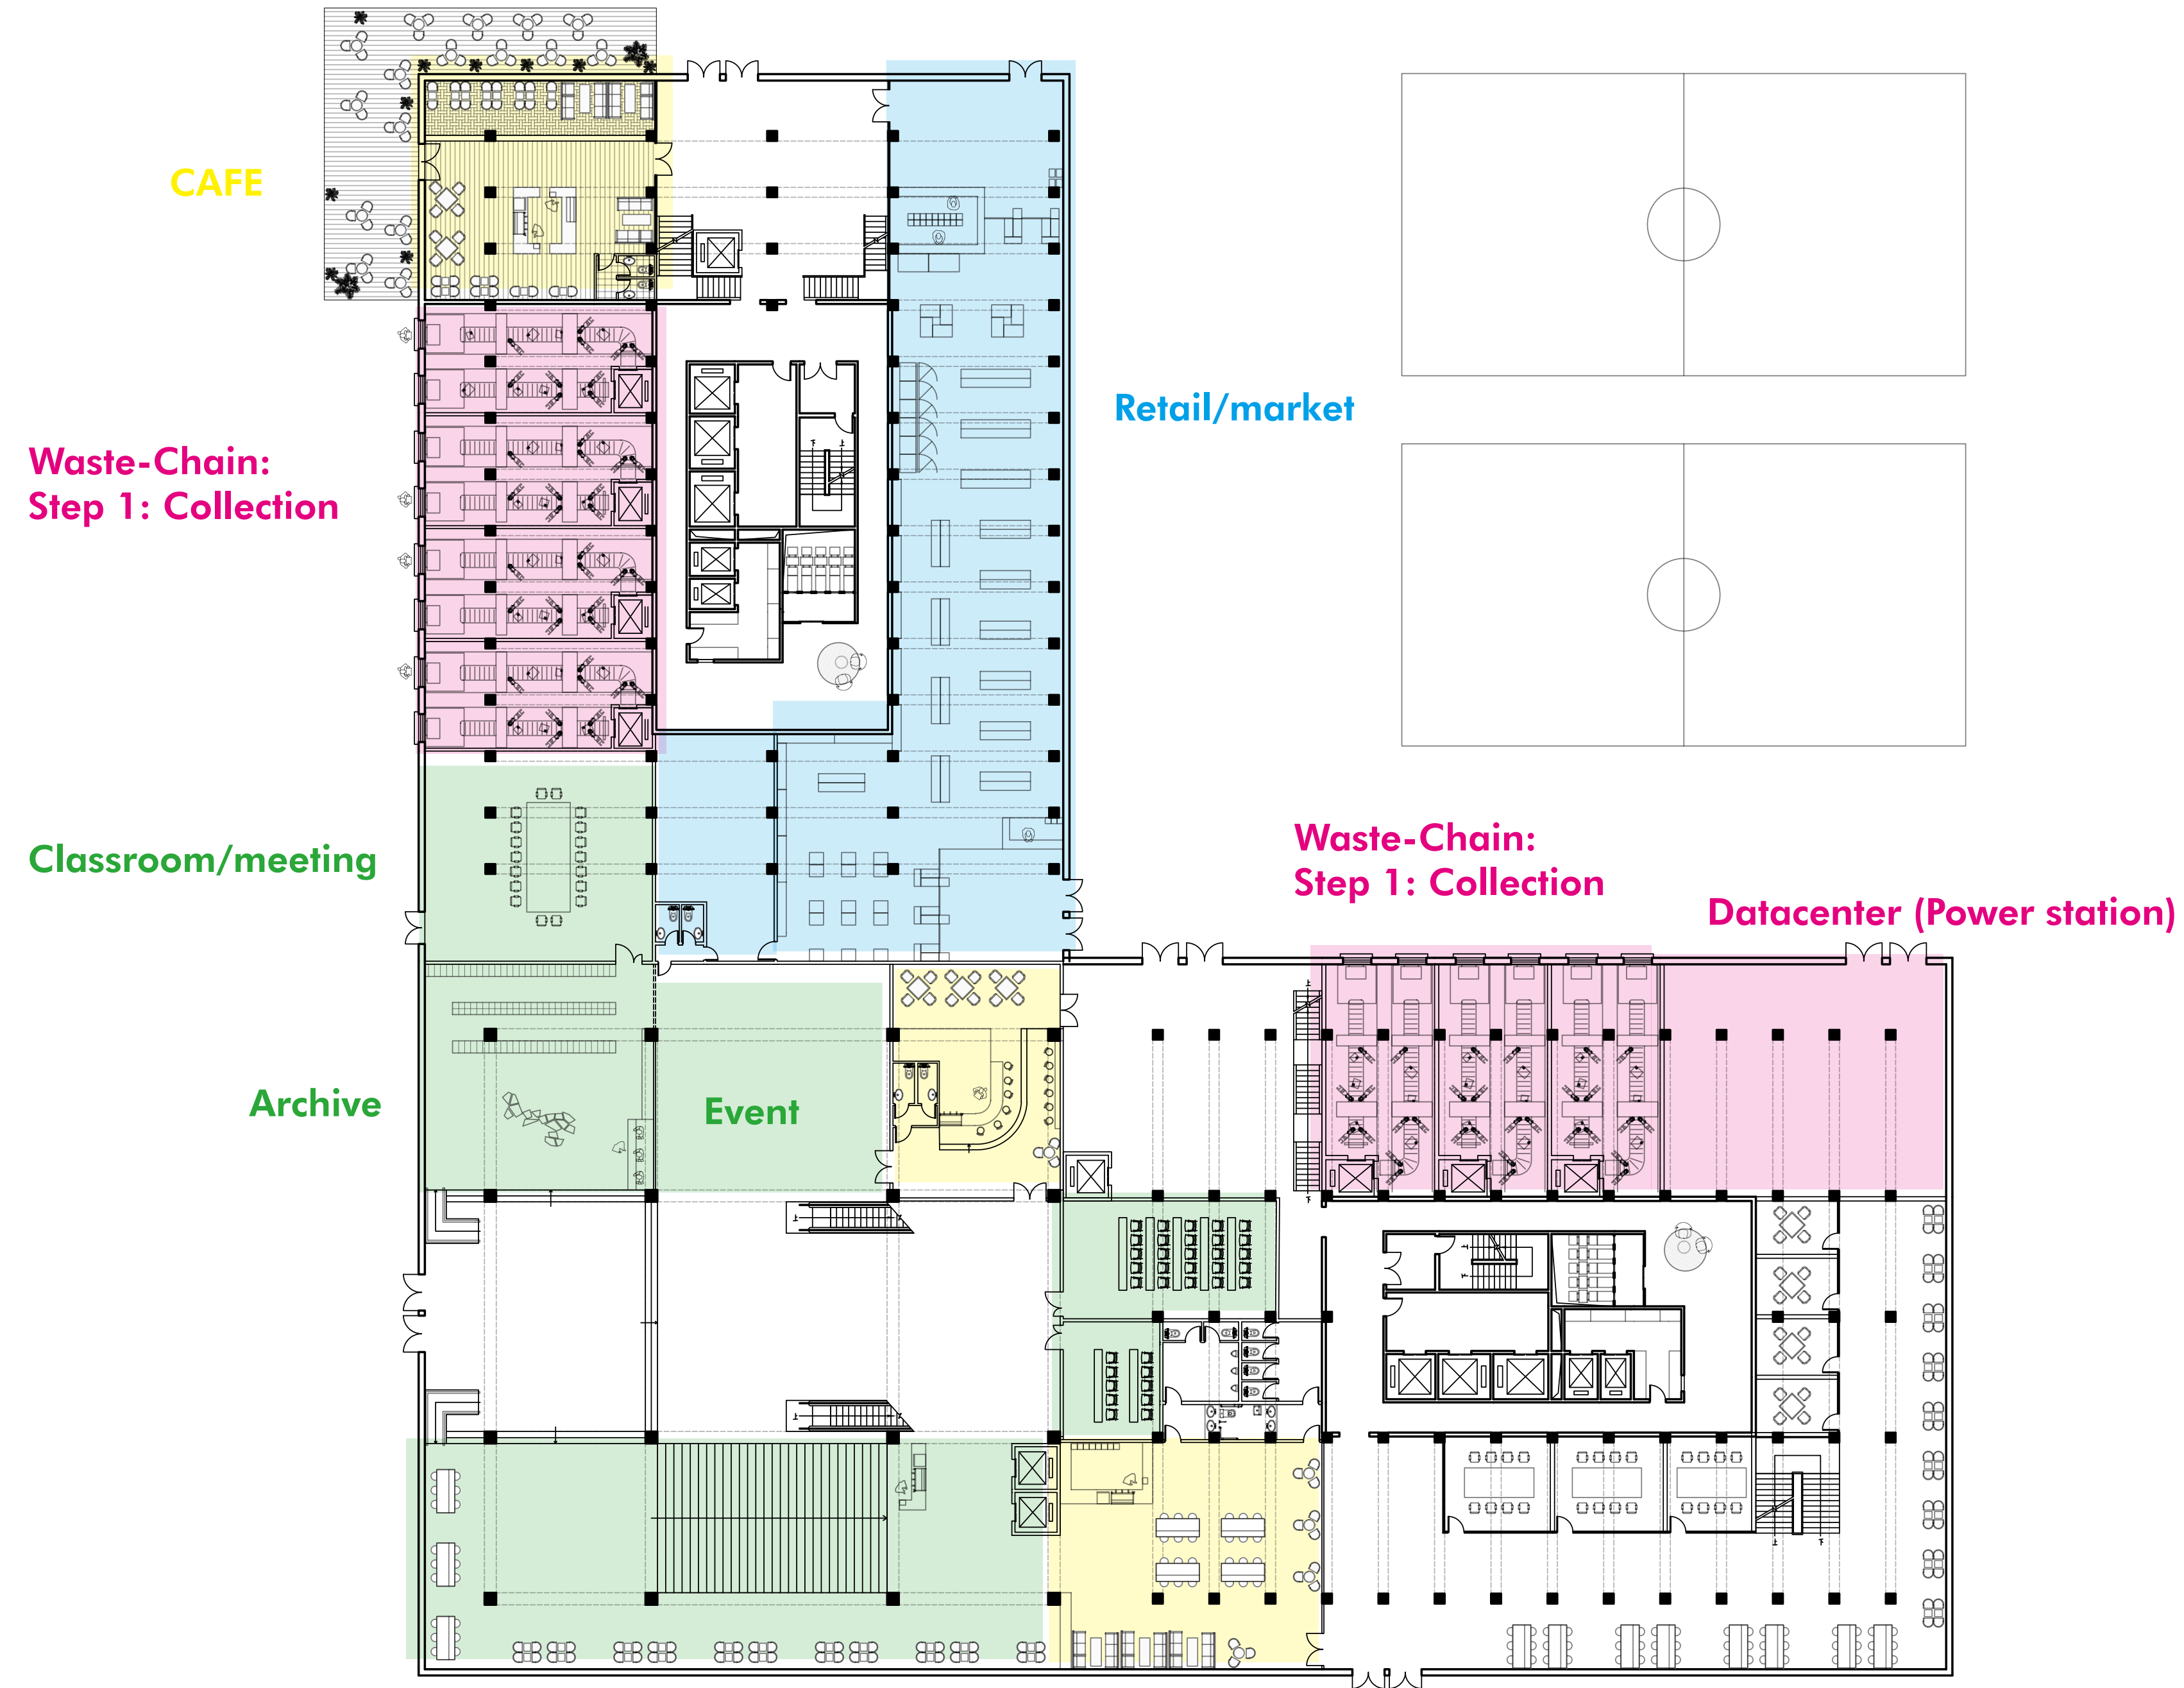 CAFE
Retail/market
Waste-Chain:
Step 1: Collection
Classroom/meeting
Waste-Chain:
Step 1: Collection
Datacenter (Power station)
Archive
Event